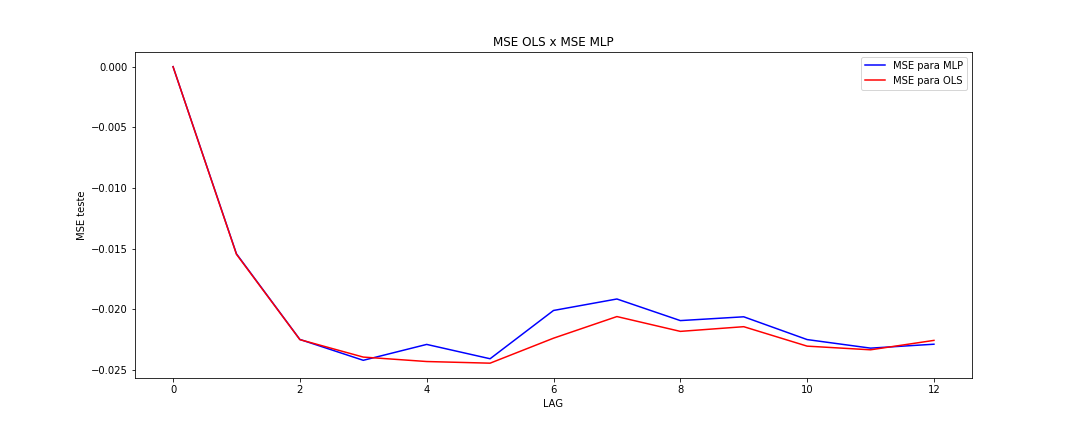 MSE OLS x MSE MLP
MSE para MLP
MSE para OLS
0.000
−0.005
−0.010
−0.015
−0.020
−0.025
MSE teste
0 2 4 6 8 10 12
LAG